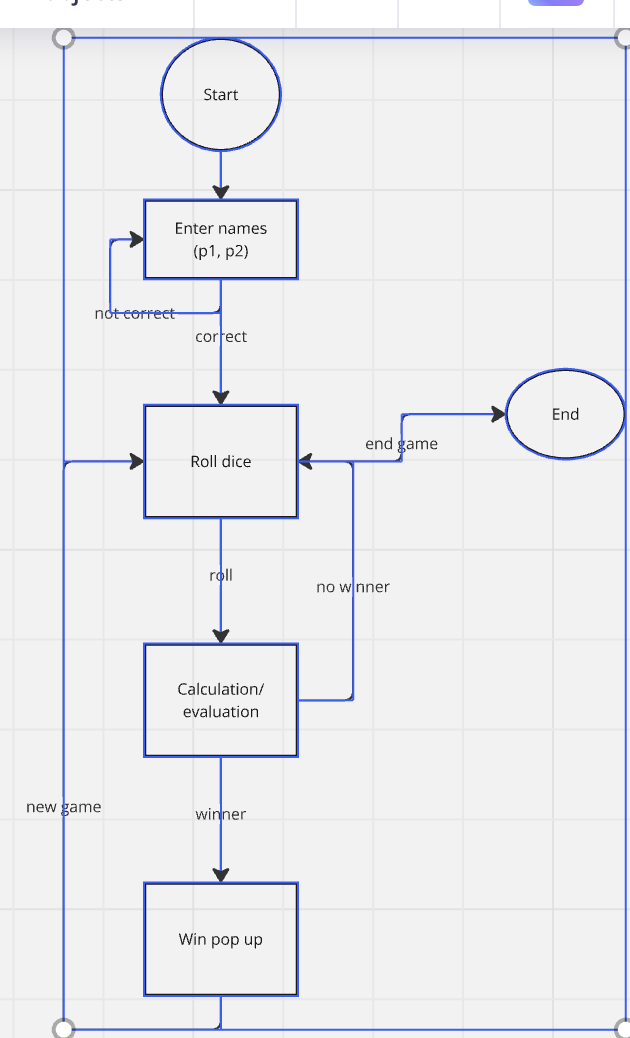 Start
Enter names
(p1, p2)
not correct
correct
Roll dice
end game
End
roll
no winner
Calculation/
evaluation
new game
winner
Win pop up